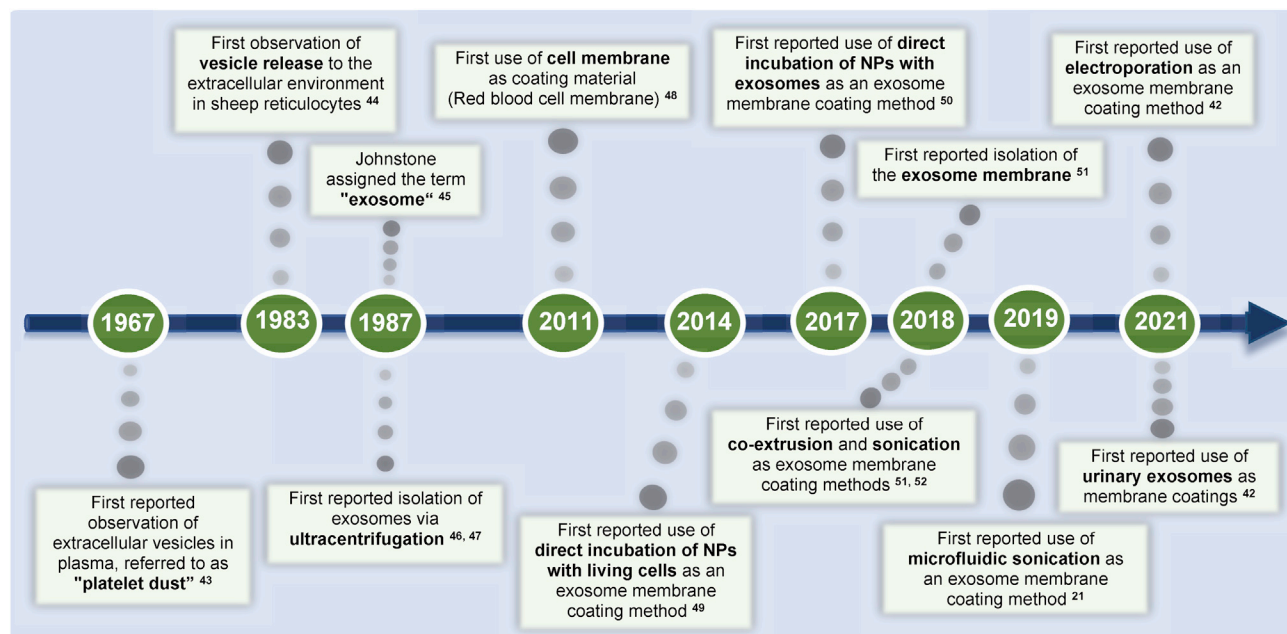 First observation of
vesicle release to the
extracellular environment
in sheep reticulocytes 44
Johnstone
assigned the term
"exosome“ 45
First use of cell membrane
as coating material
(Red blood cell membrane) 48
First reported use of direct
incubation of NPs with
exosomes as an exosome
membrane coating method 50
First reported isolation of
the exosome membrane 51
First reported use of
electroporation as an
exosome membrane
coating method 42
1967
1983
1987
2011
2014
2017
2018
2019
2021
First reported
observation of
extracellular vesicles in
plasma, referred to as
"platelet dust” 43
First reported isolation of
exosomes via
ultracentrifugation 46, 47
First reported use of
direct incubation of NPs
with living cells as an
exosome membrane
coating method 49
First reported use of
co-extrusion and sonication
as exosome membrane
coating methods 51, 52
First reported use of
microfluidic sonication as
an exosome membrane
coating method 21
First reported use of
urinary exosomes as
membrane coatings 42